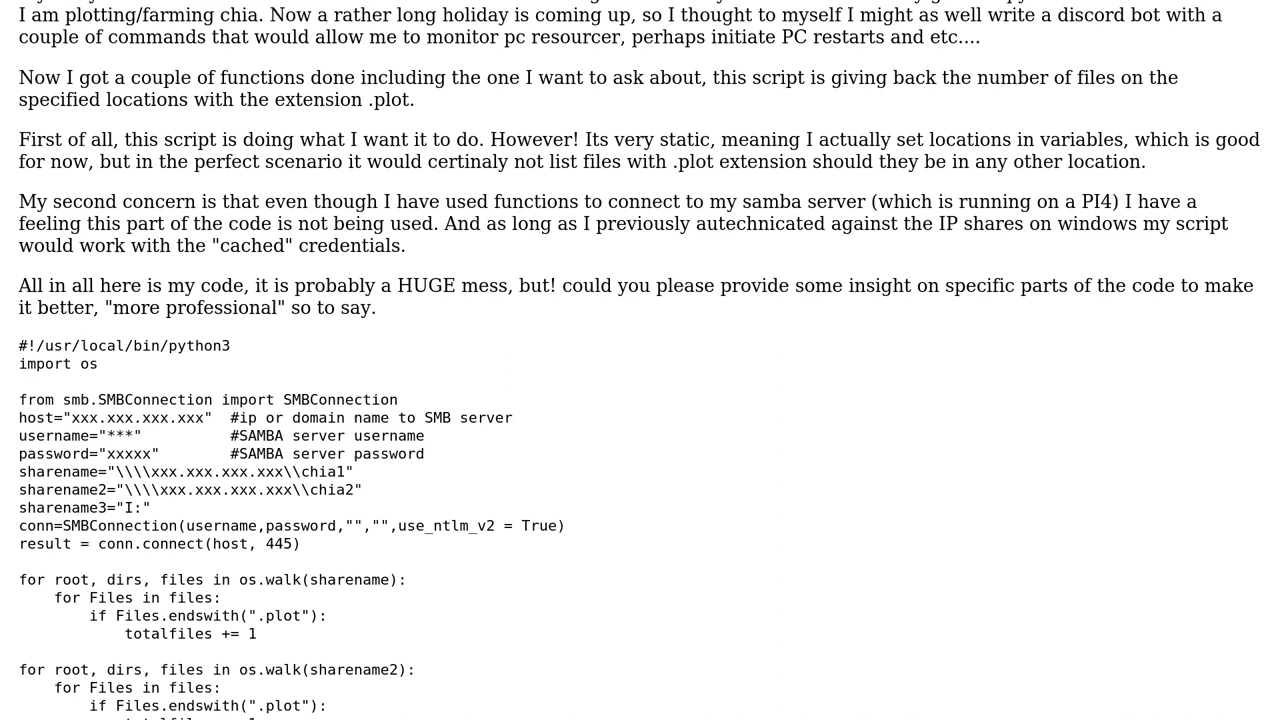 I am plotting/farming chia. Now a rather long holiday is coming up, so I thought to myself I might as well write a discord bot with a
couple of commands that would allow me to monitor pc resourcer, perhaps initiate PC restarts and etc....
Now I got a couple of functions done including the one I want to ask about, this script is giving back the number of files on the
specified locations with the extension .plot.
First of all, this script is doing what I want it to do. However! Its very static, meaning I actually set locations in variables, which is good
for now, but in the perfect scenario it would certinaly not list files with .plot extension should they be in any other location.
My second concern is that even though I have used functions to connect to my samba server (which is running on a PI4) I have a
feeling this part of the code is not being used. And as long as I previously autechnicated against the IP shares on windows my script
would work with the "cached" credentials.
All in all here is my code, it is probably a HUGE mess, but! could you please provide some insight on specific parts of the code to make
it better, "more professional" so to say.
#!/usr/local/bin/python3
import os
from smb.SMBConnection import SMBConnection
host="xxx.xxx.xxx.xxx"  #ip or domain name to SMB server
username="***"          #SAMBA server username
password="xxxxx"        #SAMBA server password
sharename="\\\\xxx.xxx.xxx.xxx\\chia1"
sharename2="\\\\xxx.xxx.xxx.xxx\\chia2"
sharename3="I:"
conn=SMBConnection(username,password,"","",use_ntlm_v2 = True)
result = conn.connect(host, 445)
for root, dirs, files in os.walk(sharename):
    for Files in files:
        if Files.endswith(".plot"):
            totalfiles += 1
for root, dirs, files in os.walk(sharename2):
    for Files in files:
        if Files.endswith(".plot"):